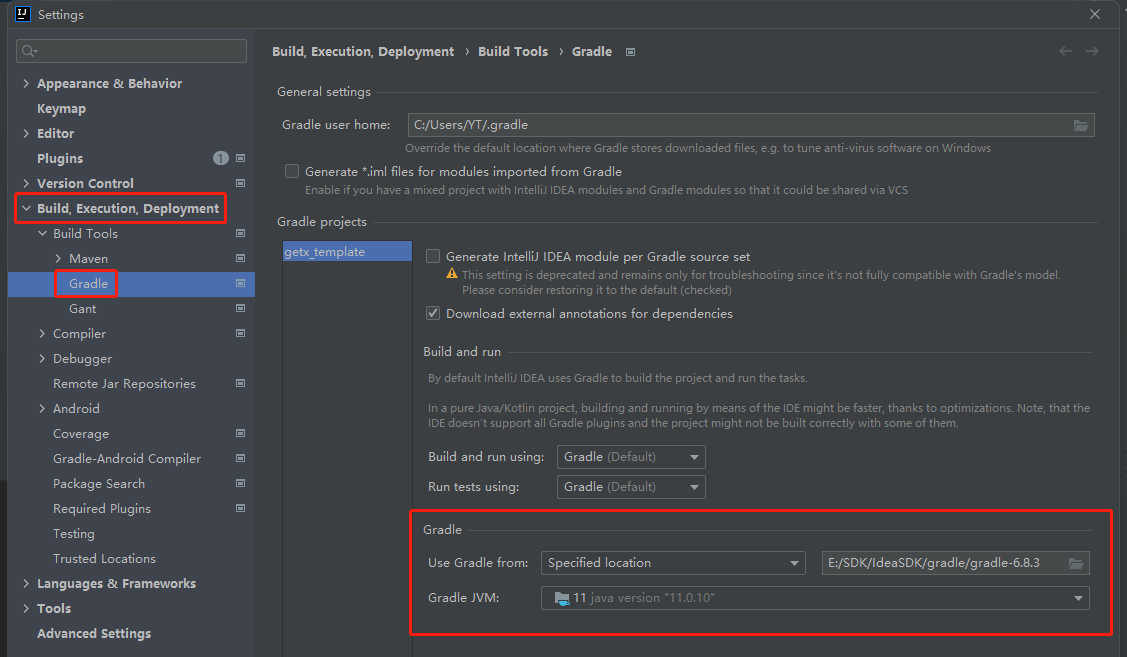 Settings
Appearance & Behavior
Keymap
Editor
Plugins 1
Version Control
Build, Execution, Deployment
Build Tools
Maven
Gradle
Gant
Compiler
Debugger
Remote Jar Repositories
Android
Coverage
Gradle-Android Compiler
Package Search
Required Plugins
Testing
Trusted Locations
Languages & Frameworks
Tools
Advanced Settings
Build, Execution, Deployment › Build Tools › Gradle
General settings
Gradle user home: C:/Users/YT/.gradle
Override the default location where Gradle stores downloaded files, e.g. to tune anti-virus software on Windows
Generate *.iml files for modules imported from Gradle
Enable if you have a mixed project with IntelliJ IDEA modules and Gradle modules so that it could be shared via VCS
Gradle projects
getx_template
Generate IntelliJ IDEA module per Gradle source set
This setting is deprecated and remains only for troubleshooting since it's not fully compatible with Gradle's model.
Please consider restoring it to the default (checked)
Download external annotations for dependencies
Build and run
By default IntelliJ IDEA uses Gradle to build the project and run the tasks.
In a pure Java/Kotlin project, building and running by means of the IDE might be faster, thanks to optimizations. Note, that the
IDE doesn't support all Gradle plugins and the project might not be built correctly with some of them.
Build and run using: Gradle (Default)
Run tests using: Gradle (Default)
Gradle
Use Gradle from: Specified location E:/SDK/IdeaSDK/gradle/gradle-6.8.3
Gradle JVM: 11 java version "11.0.10"